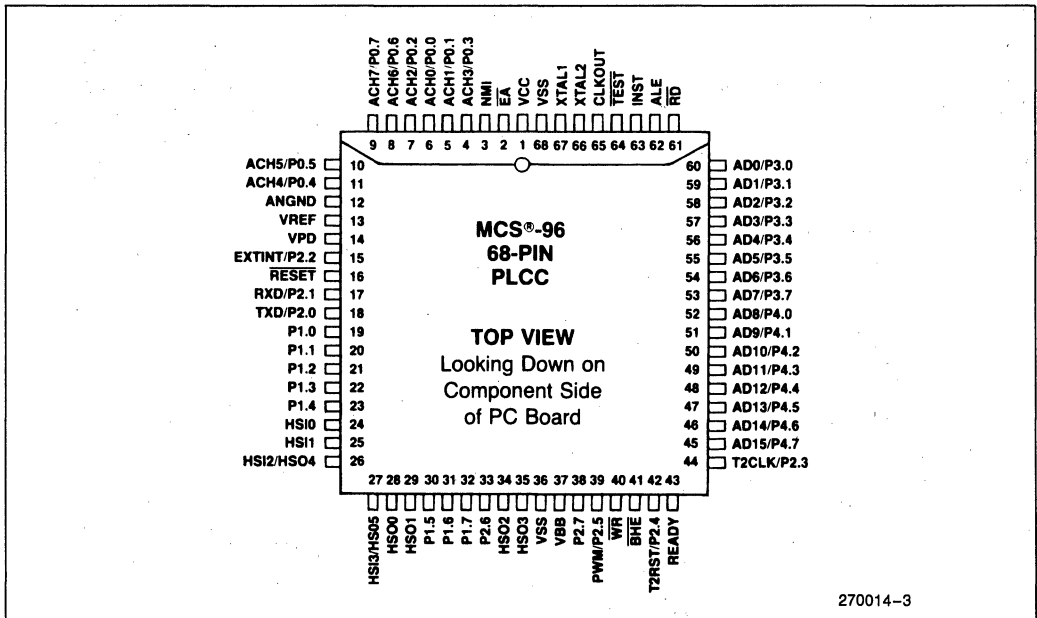 ACH7/P0.7
ACH6/P0.6
ACH2/P0.2
ACH0/P0.0
ACH1/P0.1
ACH3/P0.3
NMI
EA
VCC
VSS
XTAL1
XTAL2
CLKOUT
TEST
INST
ALE
RD
9 8 7 6 5 4 3 2 1 68 67 66 65 64 63 62 61
ACH5/P0.5 10
ACH4/P0.4 11
ANGND 12
VREF 13
VPD 14
EXTINT/P2.2 15
RESET 16
RXD/P2.1 17
TXD/P2.0 18
P1.0 19
P1.1 20
P1.2 21
P1.3 22
P1.4 23
HSI0 24
HSI1 25
HSI2/HSO4 26
MCS®-96
68-PIN
PLCC
TOP VIEW
Looking Down on
Component Side
of PC Board
60 AD0/P3.0
59 AD1/P3.1
58 AD2/P3.2
57 AD3/P3.3
56 AD4/P3.4
55 AD5/P3.5
54 AD6/P3.6
53 AD7/P3.7
52 AD8/P4.0
51 AD9/P4.1
50 AD10/P4.2
49 AD11/P4.3
48 AD12/P4.4
47 AD13/P4.5
46 AD14/P4.6
45 AD15/P4.7
44 T2CLK/P2.3
27 28 29 30 31 32 33 34 35 36 37 38 39 40 41 42 43
HSI3/HSO5
HSO0
HSO1
P1.5
P1.6
P1.7
P2.6
HSO2
HSO3
VSS
VBB
P2.7
PWM/P2.5
WR
BHE
T2RST/P2.4
READY
270014-3